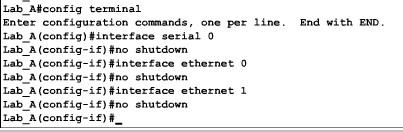 Lab_A#config terminal
Enter configuration commands, one per line.  End with END.
Lab_A(config)#interface serial 0
Lab_A(config-if)#no shutdown
Lab_A(config-if)#interface ethernet 0
Lab_A(config-if)#no shutdown
Lab_A(config-if)#interface ethernet 1
Lab_A(config-if)#no shutdown
Lab_A(config-if)#_